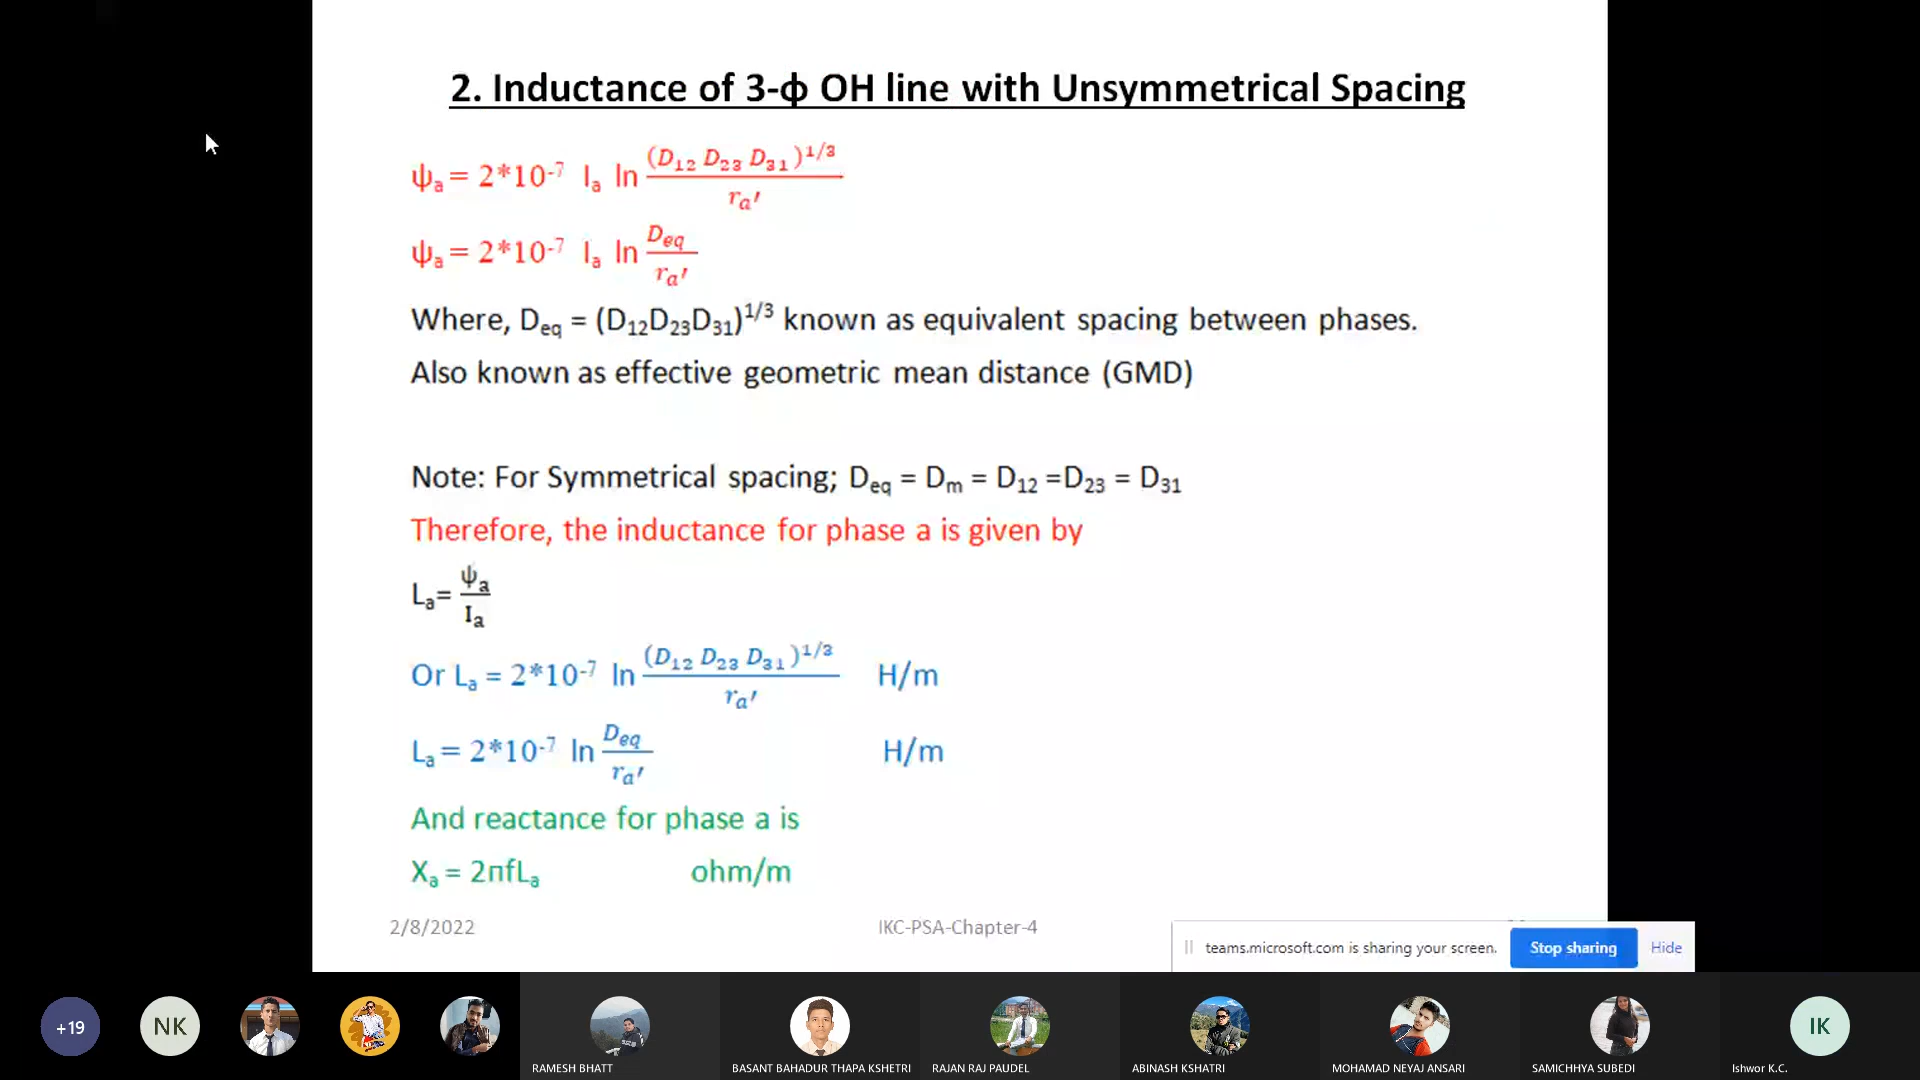 2. Inductance of 3-ф OH line with Unsymmetrical Spacing
ψa = 2*10-7 Ia ln (D12 D23 D31)1/3 / ra′
ψa = 2*10-7 Ia ln Deq / ra′
Where, Deq = (D12D23D31)1/3 known as equivalent spacing between phases.
Also known as effective geometric mean distance (GMD)
Note: For Symmetrical spacing; Deq = Dm = D12 =D23 = D31
Therefore, the inductance for phase a is given by
La= ψa / Ia
Or La = 2*10-7 ln (D12 D23 D31)1/3 / ra′ H/m
La = 2*10-7 ln Deq / ra′ H/m
And reactance for phase a is
Xa = 2πfLa ohm/m
2/8/2022 IKC-PSA-Chapter-4
teams.microsoft.com is sharing your screen. Stop sharing Hide
+19 NK IK
RAMESH BHATT BASANT BAHADUR THAPA KSHETRI RAJAN RAJ PAUDEL ABINASH KSHATRI MOHAMAD NEYAJ ANSARI SAMICHHYA SUBEDI Ishwor K.C.